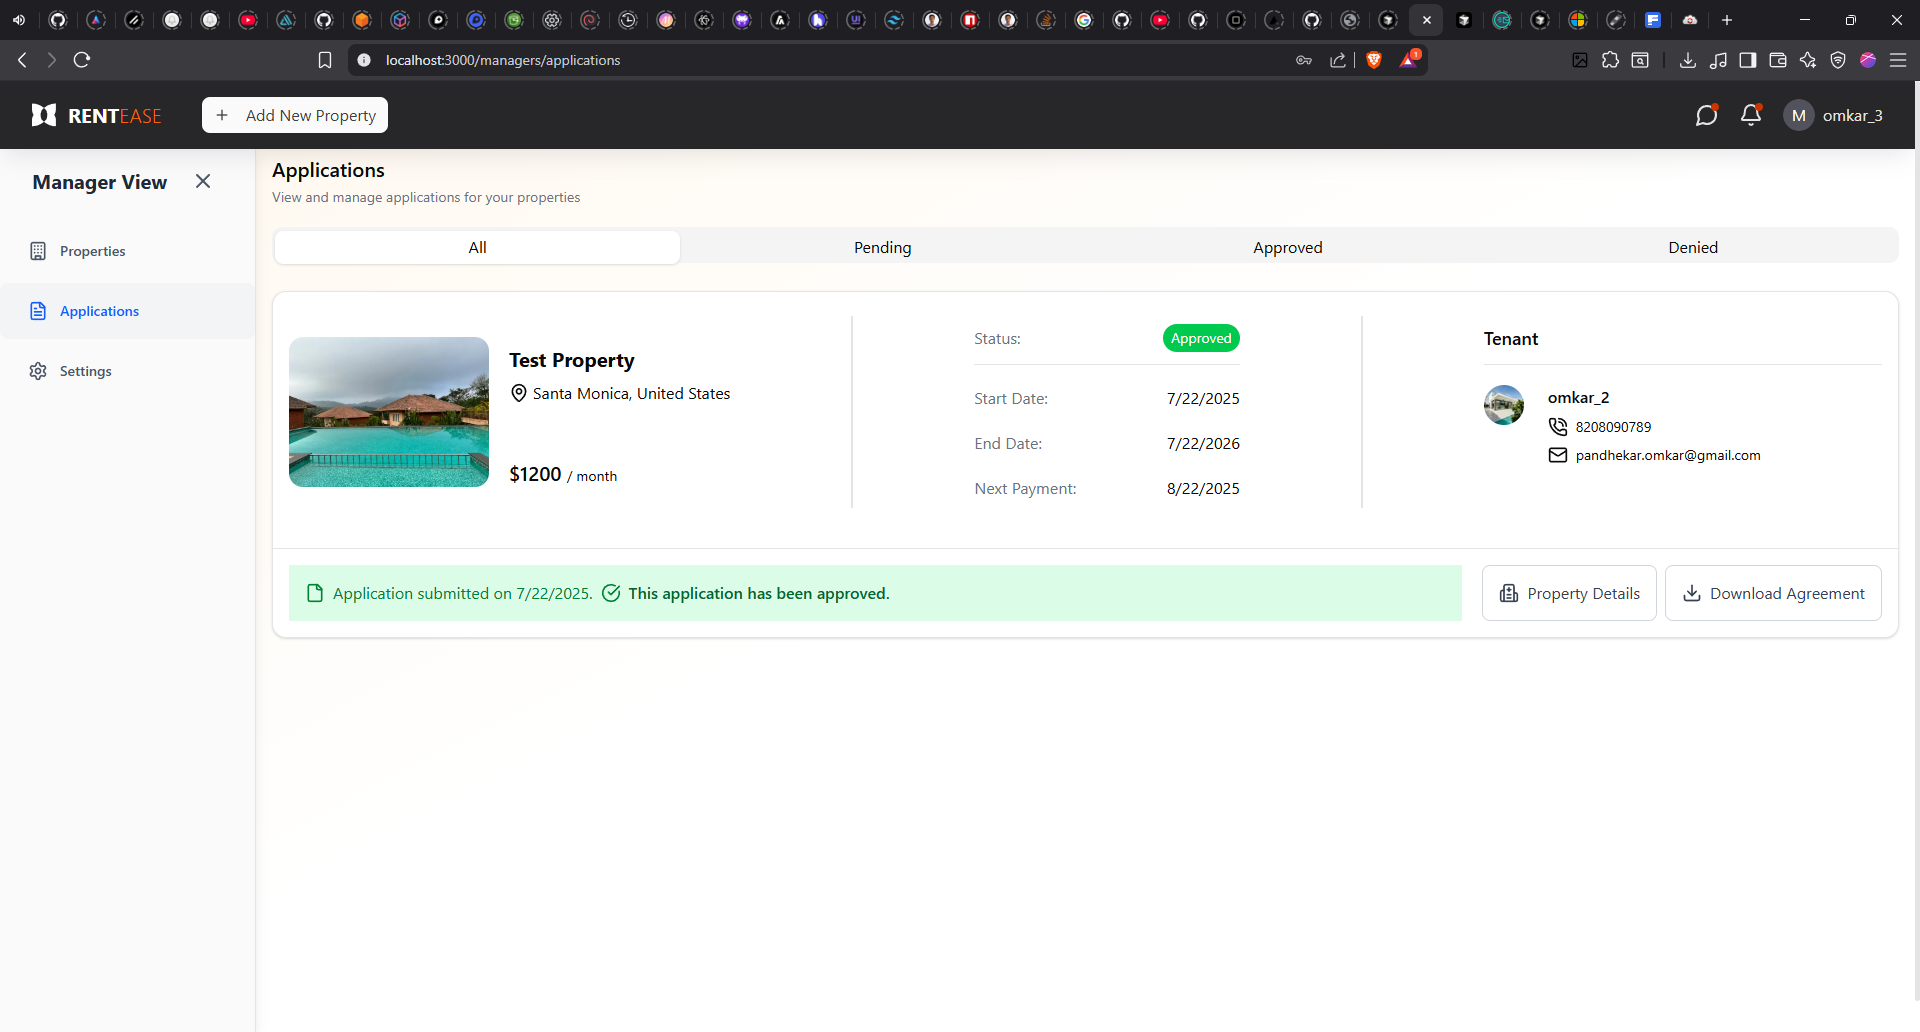 localhost:3000/managers/applications
1
RENTEASE
+ Add New Property
M
omkar_3
Manager View
Properties
Applications
Settings
Applications
View and manage applications for your properties
All
Pending
Approved
Denied
Test Property
Santa Monica, United States
$1200 / month
Status: Approved
Start Date: 7/22/2025
End Date: 7/22/2026
Next Payment: 8/22/2025
Tenant
omkar_2
8208090789
pandhekar.omkar@gmail.com
Application submitted on 7/22/2025. This application has been approved.
Property Details
Download Agreement